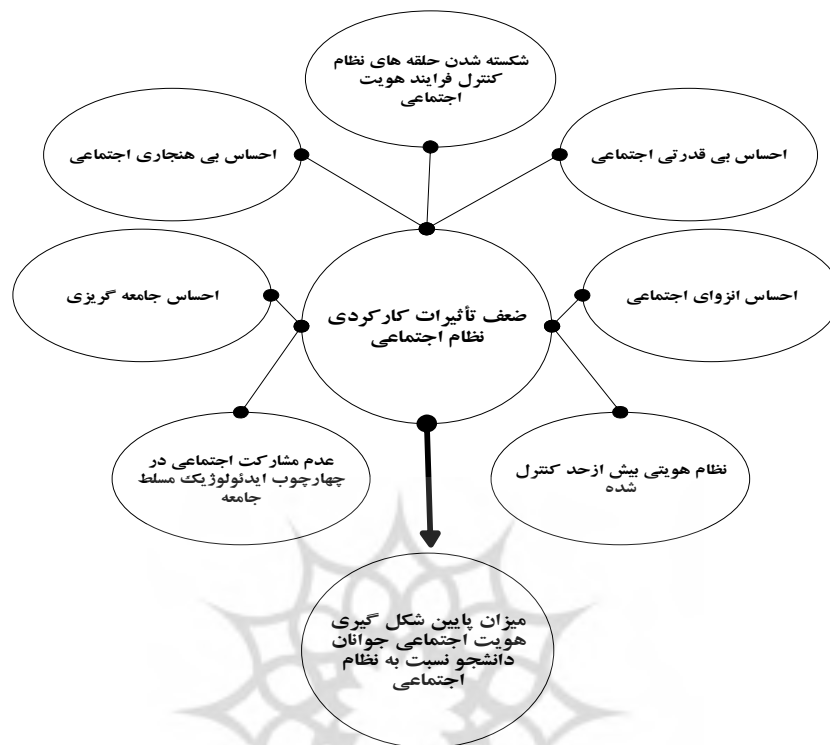 شکسته شدن حلقه های نظام
کنترل فرایند هویت
اجتماعی
احساس بی قدرتی اجتماعی
احساس بی هنجاری اجتماعی
احساس انزوای اجتماعی
احساس جامعه گریزی
ضعف تأثیرات کارکردی
نظام اجتماعی
نظام هویتی بیش ازحد کنترل
شده
عدم مشارکت اجتماعی در
چهارچوب ایدئولوژیک مسلط
جامعه
میزان پایین شکل گیری
هویت اجتماعی جوانان
دانشجو نسبت به نظام
اجتماعی